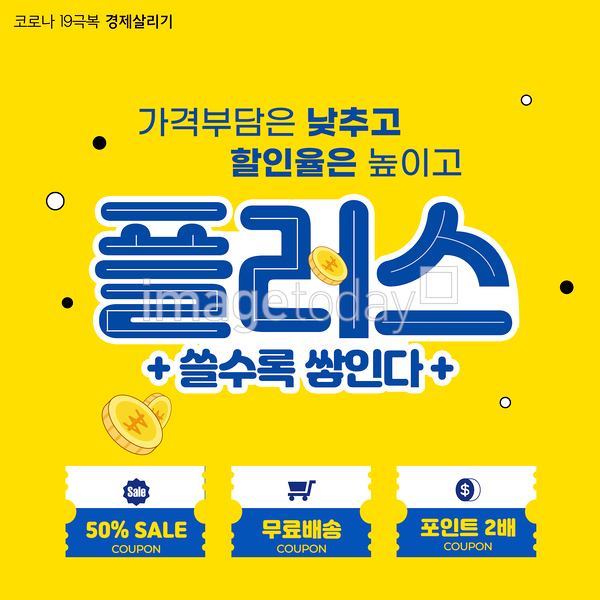 코로나 19극복 경제살리기
가격부담은 낮추고
할인율은 높이고
플러스
imagetoday
+ 쓸수록 쌓인다 +
Sale
50% SALE
COUPON
무료배송
COUPON
$
포인트 2배
COUPON